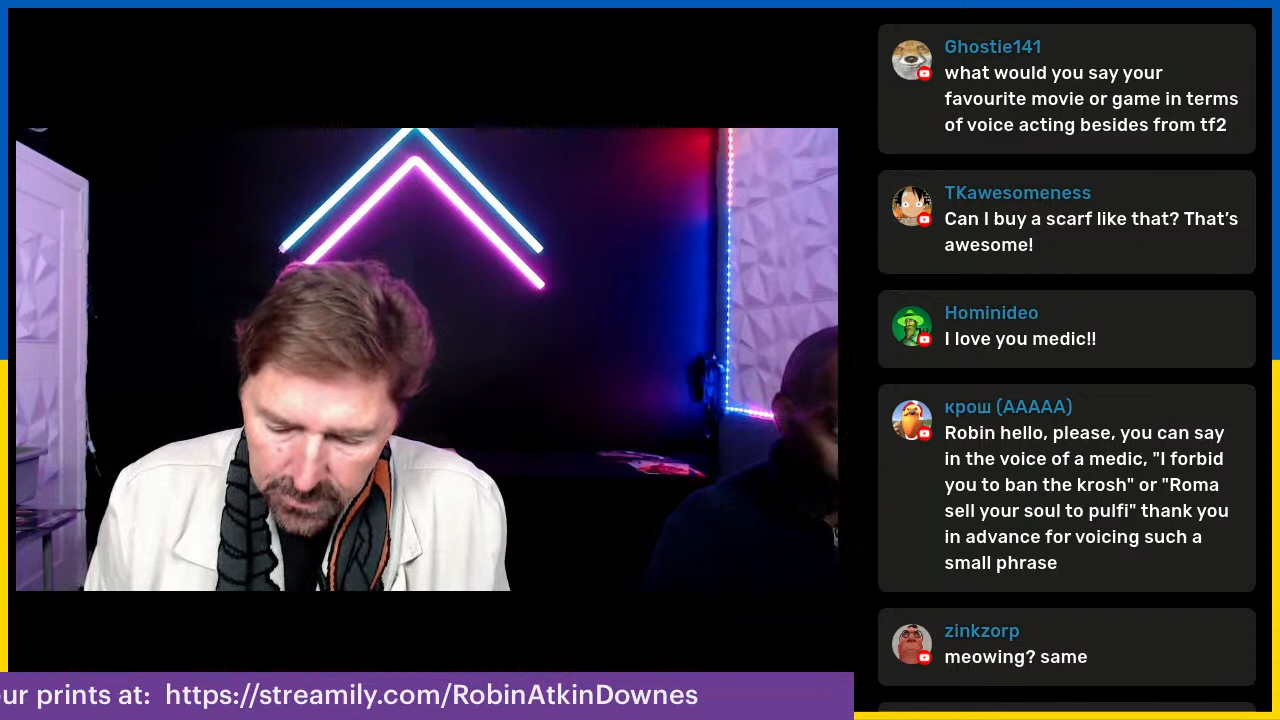 Ghostie141
what would you say your
favourite movie or game in terms
of voice acting besides from tf2
TKawesomeness
Can I buy a scarf like that? That’s
awesome!
Hominideo
I love you medic!!
крош (AAAAA)
Robin hello, please, you can say
in the voice of a medic, "I forbid
you to ban the krosh" or "Roma
sell your soul to pulfi" thank you
in advance for voicing such a
small phrase
zinkzorp
meowing? same
ur prints at: https://streamily.com/RobinAtkinDownes